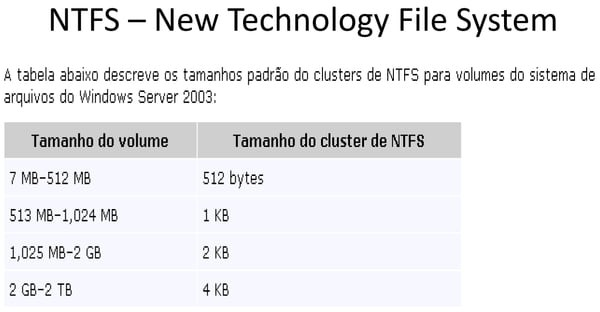 NTFS – New Technology File System
A tabela abaixo descreve os tamanhos padrão do clusters de NTFS para volumes do sistema de
arquivos do Windows Server 2003:
Tamanho do volume Tamanho do cluster de NTFS
7 MB-512 MB 512 bytes
513 MB-1,024 MB 1 KB
1,025 MB-2 GB 2 KB
2 GB-2 TB 4 KB